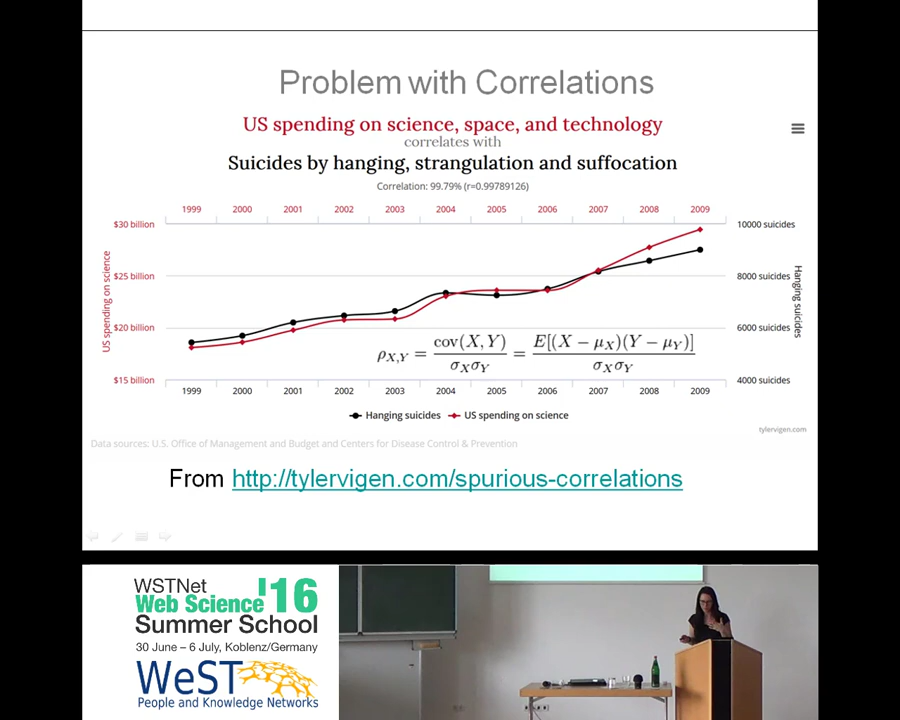 Problem with Correlations
US spending on science, space, and technology
correlates with
Suicides by hanging, strangulation and suffocation
Correlation: 99.79% (r=0.99789126)
1999 2000 2001 2002 2003 2004 2005 2006 2007 2008 2009
$30 billion
$25 billion
$20 billion
$15 billion
US spending on science
10000 suicides
8000 suicides
6000 suicides
4000 suicides
Hanging suicides
ρX,Y = cov(X, Y) / σXσY = E[(X − μX)(Y − μY)] / σXσY
1999 2000 2001 2002 2003 2004 2005 2006 2007 2008 2009
Hanging suicides US spending on science
tylervigen.com
Data sources: U.S. Office of Management and Budget and Centers for Disease Control & Prevention
From http://tylervigen.com/spurious-correlations
WSTNet
Web Science '16
Summer School
30 June – 6 July, Koblenz/Germany
WeST
People and Knowledge Networks